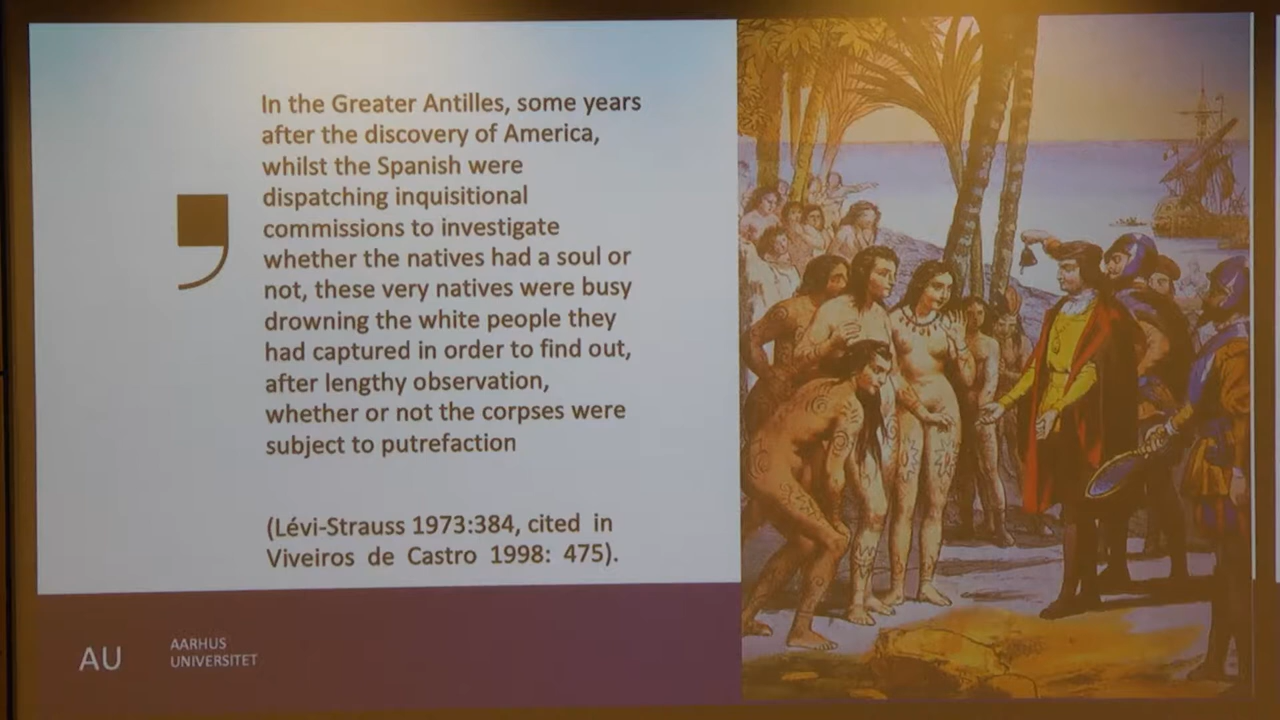 In the Greater Antilles, some years
after the discovery of America,
whilst the Spanish were
dispatching inquisitional
commissions to investigate
whether the natives had a soul or
not, these very natives were busy
drowning the white people they
had captured in order to find out,
after lengthy observation,
whether or not the corpses were
subject to putrefaction
(Lévi-Strauss 1973:384, cited in
Viveiros de Castro 1998: 475).
AU
AARHUS
UNIVERSITET